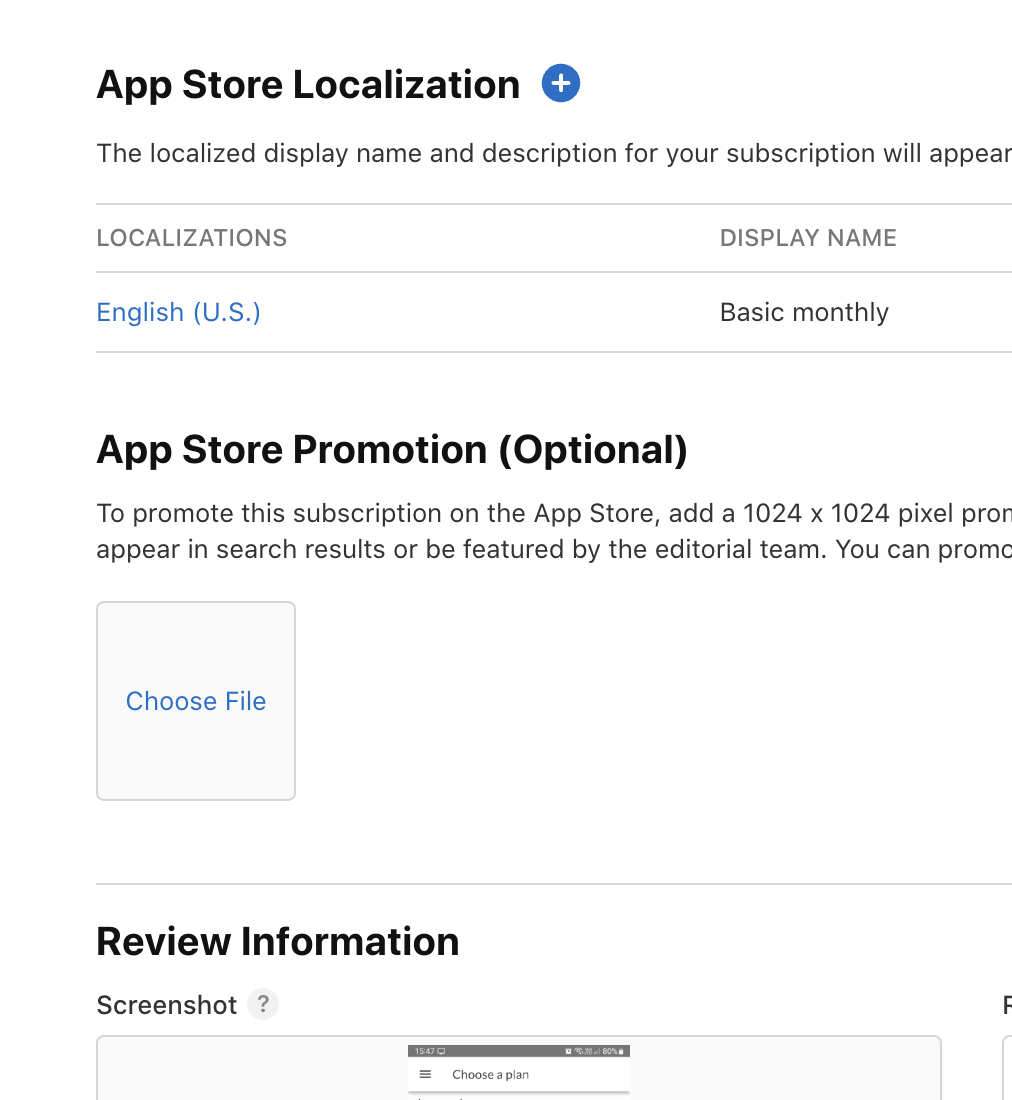 App Store Localization
The localized display name and description for your subscription will appear
LOCALIZATIONS DISPLAY NAME
English (U.S.) Basic monthly
App Store Promotion (Optional)
To promote this subscription on the App Store, add a 1024 x 1024 pixel
appear in search results or be featured by the editorial team. You can
Choose File
Review Information
Screenshot ?
15:47 80%
Choose a plan